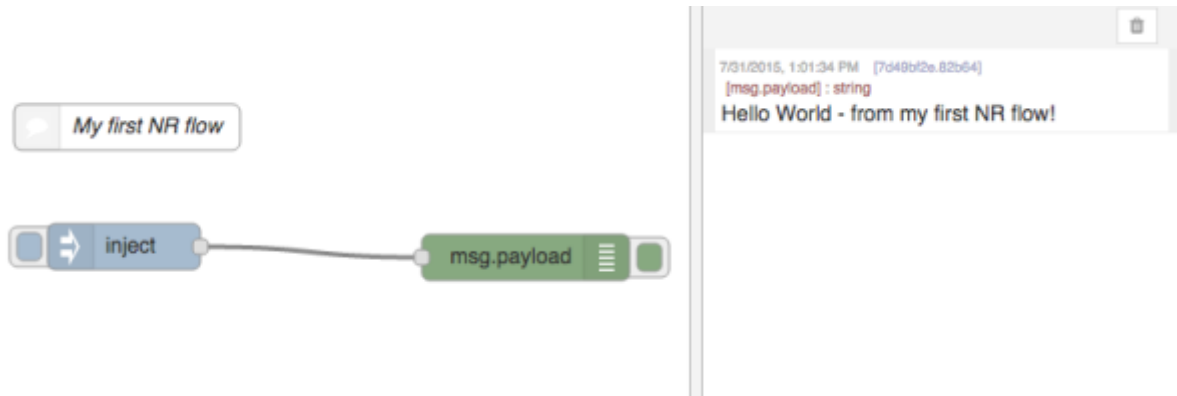 My first NR flow
inject
msg.payload
7/31/2015, 1:01:34 PM [7d49bf2e.82b64]
[msg.payload] : string
Hello World - from my first NR flow!